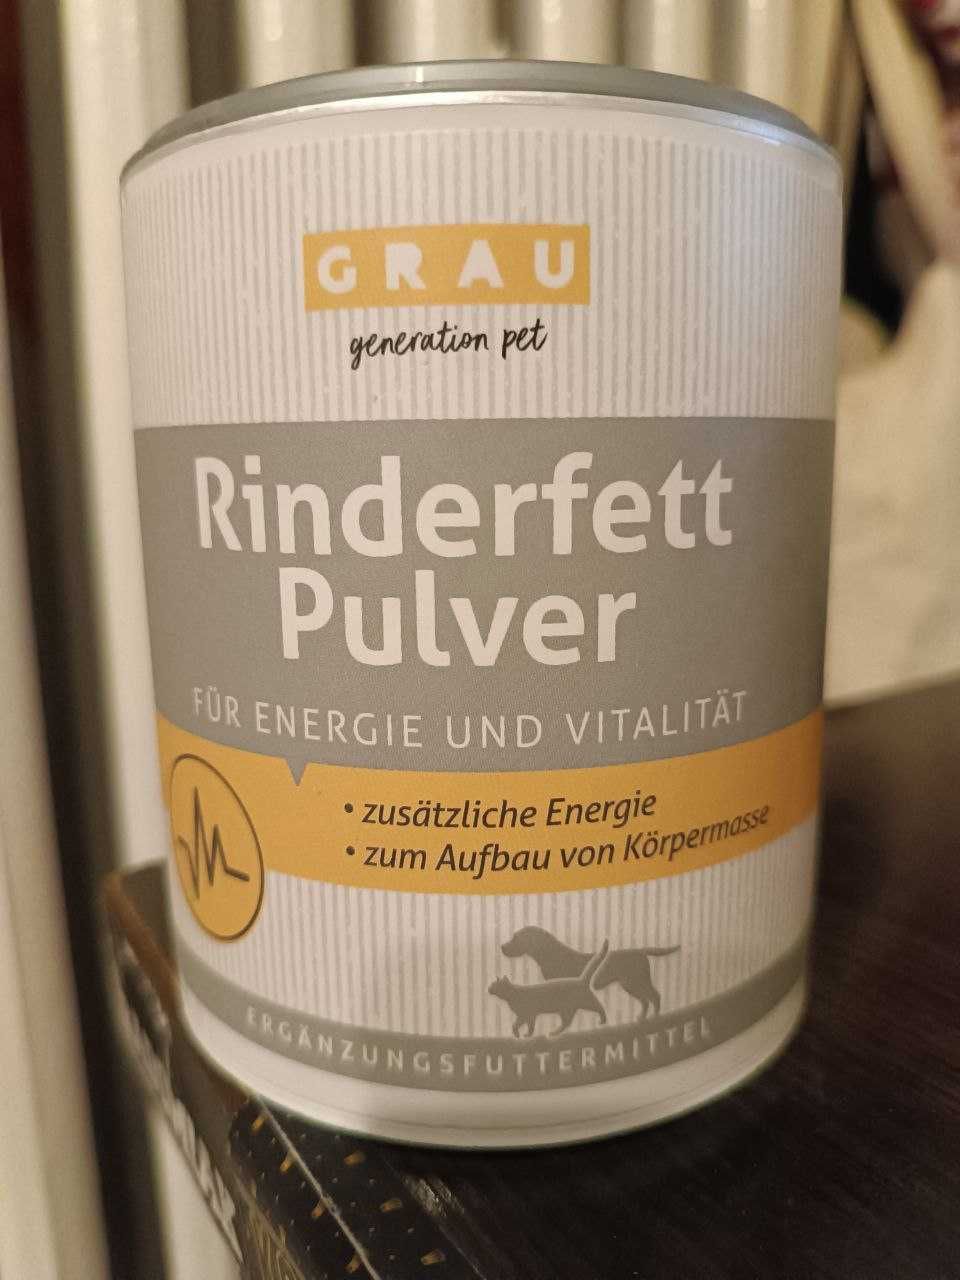 GRAU
generation pet
Rinderfett
Pulver
FÜR ENERGIE UND VITALITÄT
• zusätzliche Energie
• zum Aufbau von Körpermasse
ERGÄNZUNGSFUTTERMITTEL